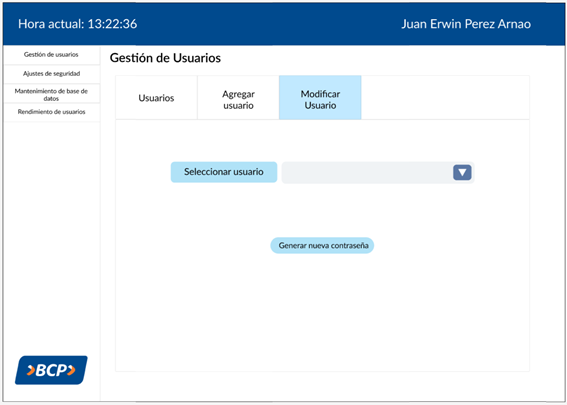 Hora actual: 13:22:36
Juan Erwin Perez Arnao
Gestión de usuarios
Ajustes de seguridad
Mantenimiento de base de
datos
Rendimiento de usuarios
Gestión de Usuarios
Usuarios
Agregar
usuario
Modificar
Usuario
Seleccionar usuario
Generar nueva contraseña
BCP